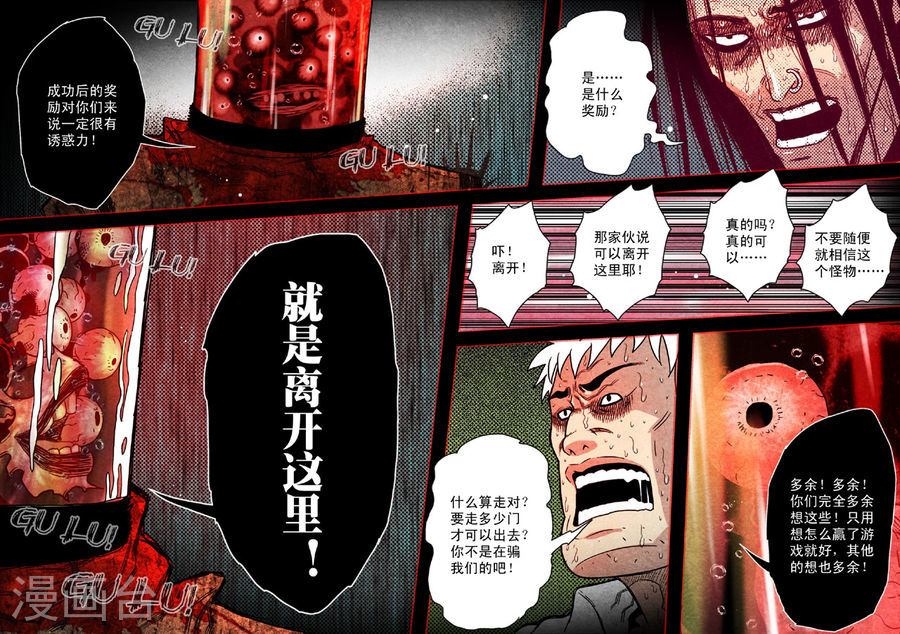 GU LU!
成功后的奖
励对你们来
说一定很有
诱惑力！
GU LU!
是……
是什么
奖励？
GU LU!
就是离开这里！
GU LU!
GU LU!
吓！
离开！
那家伙说
可以离开
这里耶！
真的吗？
真的可
以……
不要随便
就相信这
个怪物……
什么算走对？
要走多少门
才可以出去？
你不是在骗
我们的吧！
多余！多余！
你们完全多余
想这些！只用
想怎么赢了游
戏就好，其他
的想也多余！
漫画台